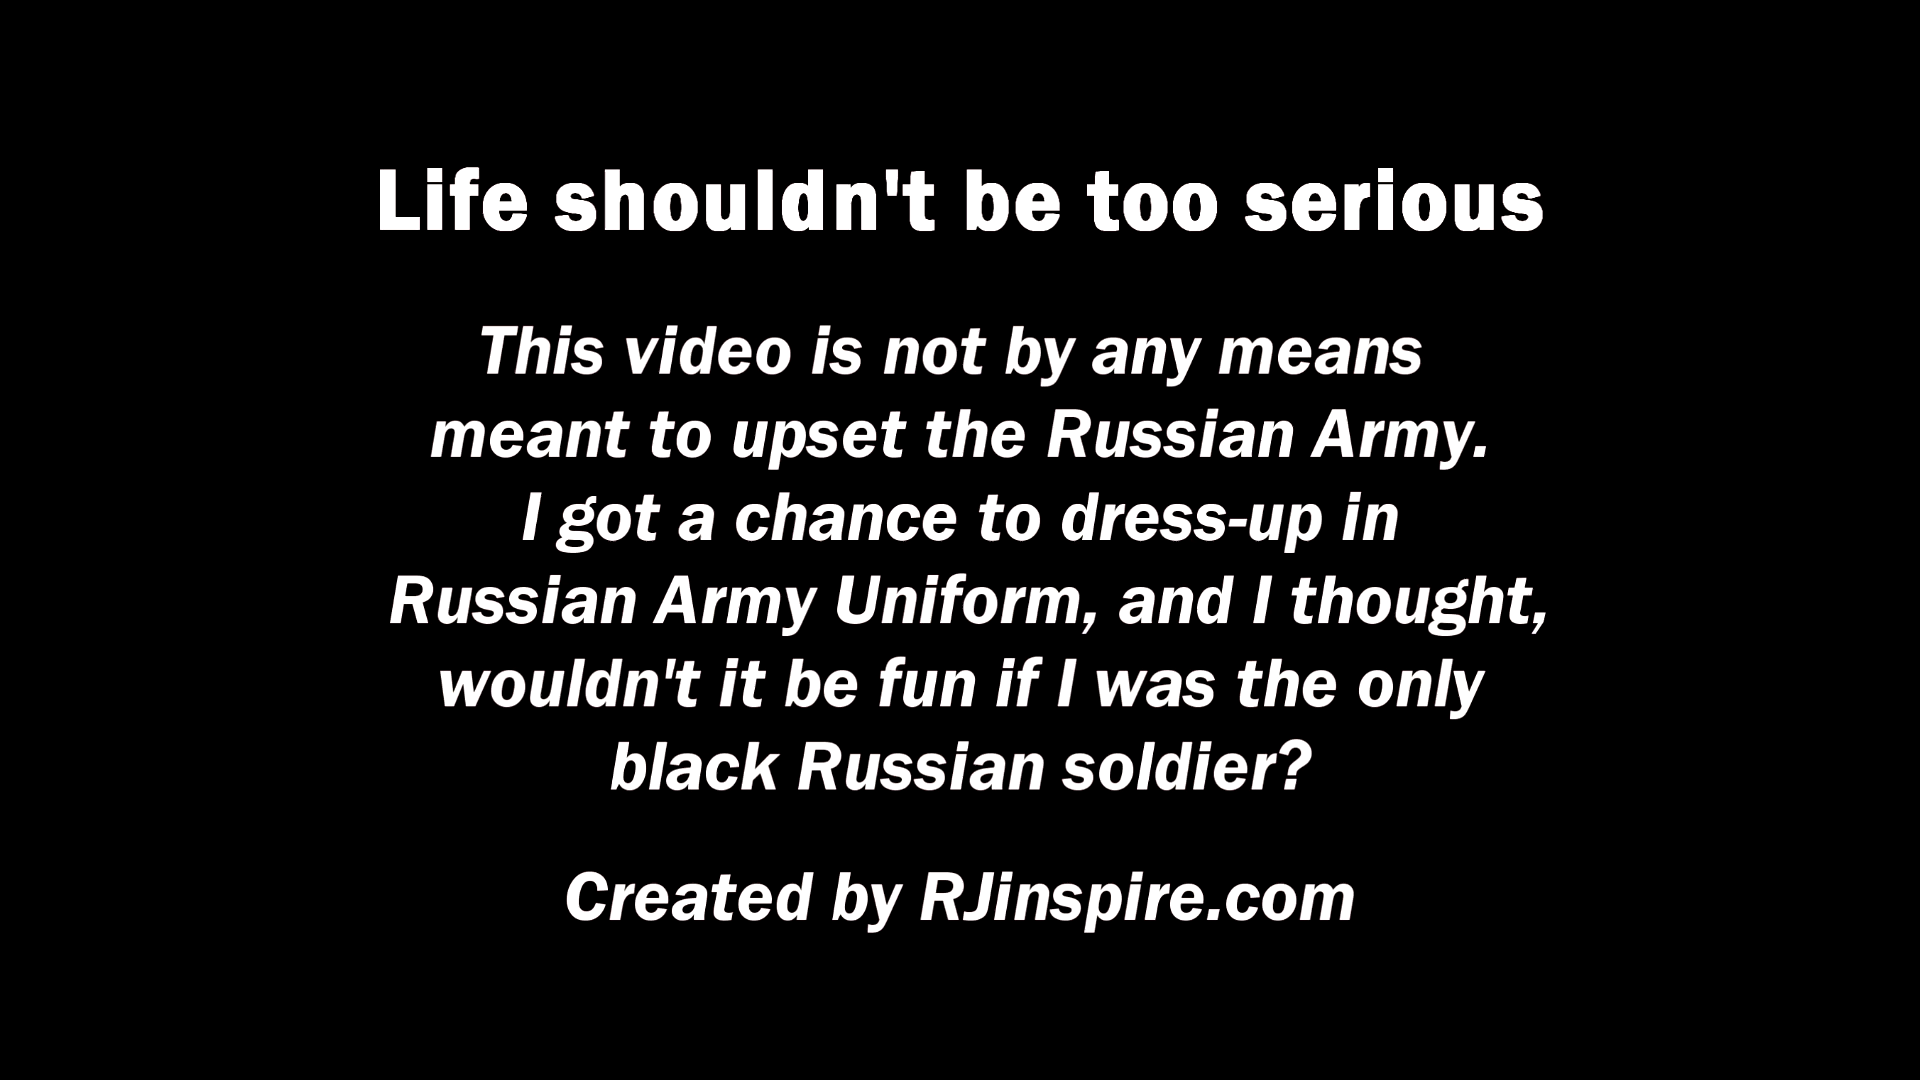 Life shouldn't be too serious
This video is not by any means
meant to upset the Russian Army.
I got a chance to dress-up in
Russian Army Uniform, and I thought,
wouldn't it be fun if I was the only
black Russian soldier?
Created by RJinspire.com